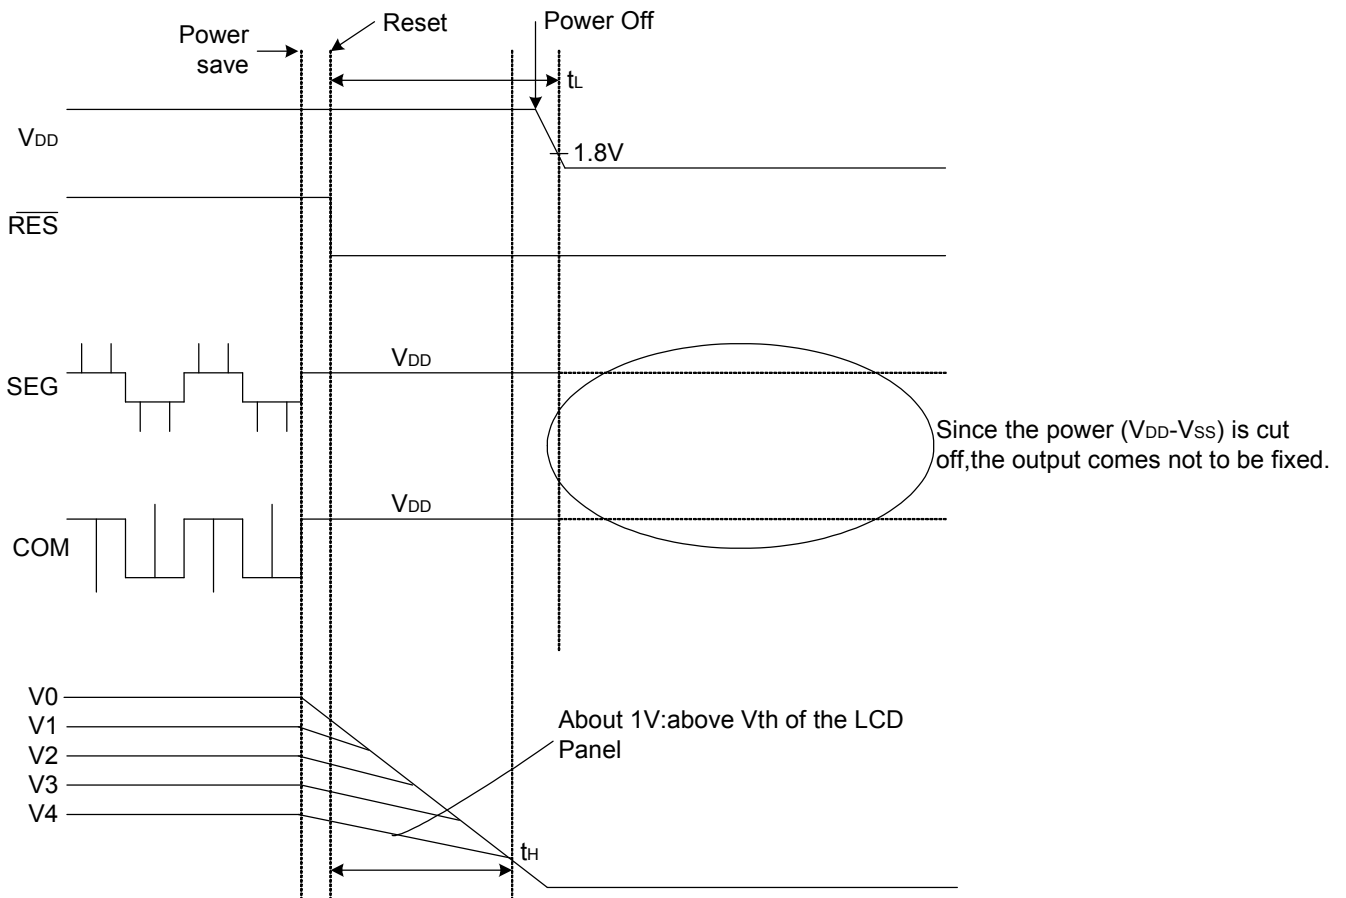 Power
save
Reset
Power Off
tL
VDD
1.8V
RES
VDD
SEG
Since the power (VDD-VSS) is cut
off,the output comes not to be fixed.
VDD
COM
V0
V1
V2
V3
V4
About 1V:above Vth of the LCD
Panel
tH